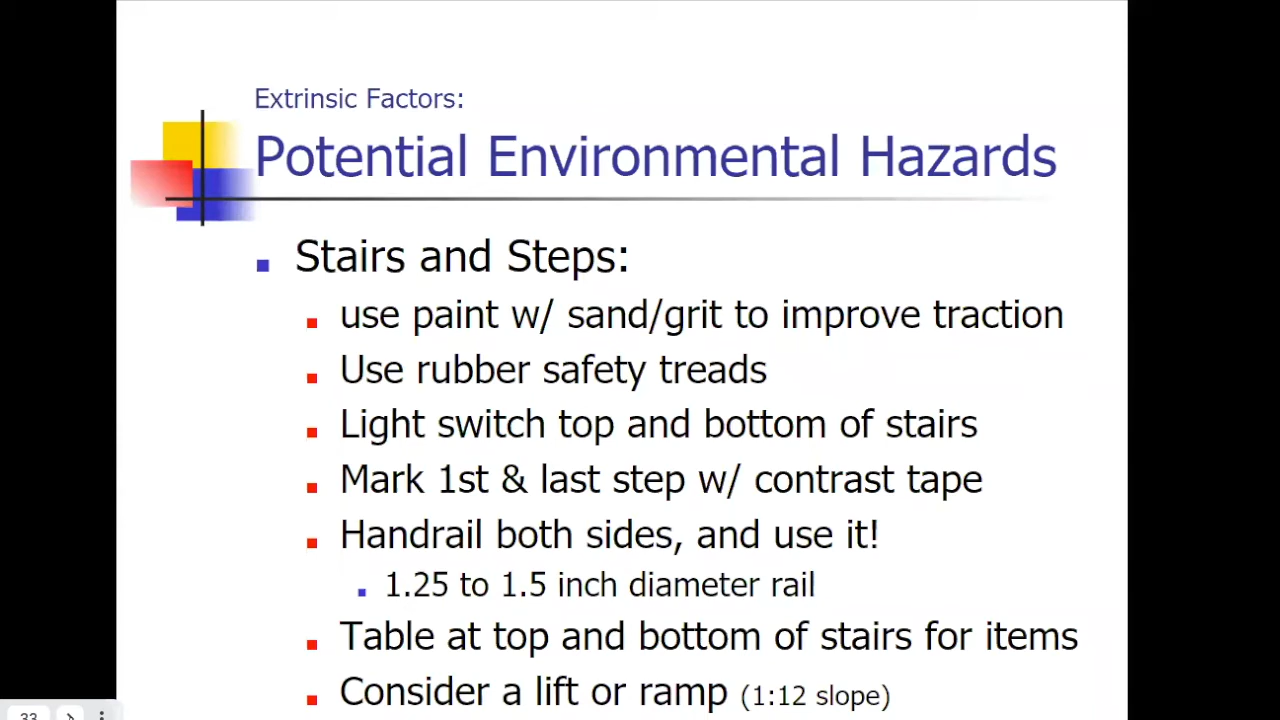 Extrinsic Factors:
Potential Environmental Hazards
Stairs and Steps:
use paint w/ sand/grit to improve traction
Use rubber safety treads
Light switch top and bottom of stairs
Mark 1st & last step w/ contrast tape
Handrail both sides, and use it!
1.25 to 1.5 inch diameter rail
Table at top and bottom of stairs for items
Consider a lift or ramp (1:12 slope)
33